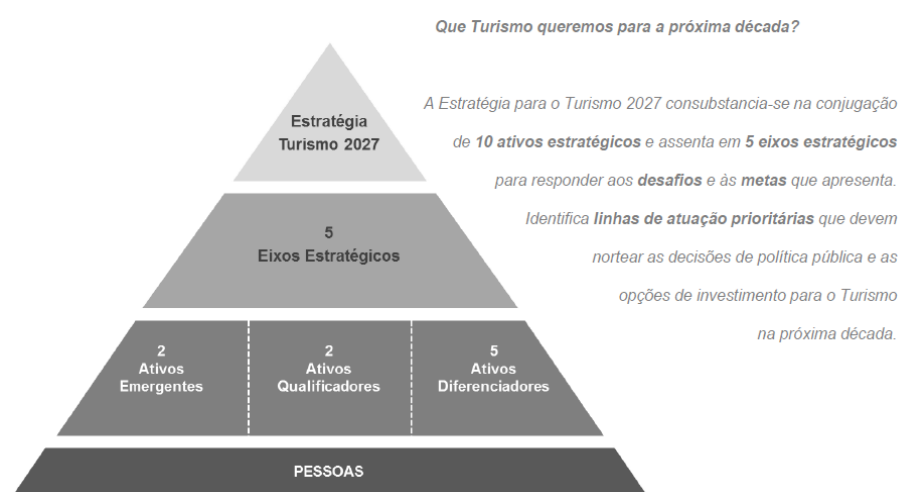 Que Turismo queremos para a próxima década?
A Estratégia para o Turismo 2027 consubstancia-se na conjugação
de 10 ativos estratégicos e assenta em 5 eixos estratégicos
para responder aos desafios e às metas que apresenta.
Identifica linhas de atuação prioritárias que devem
nortear as decisões de política pública e as
opções de investimento para o Turismo
na próxima década.
Estratégia
Turismo 2027
5
Eixos Estratégicos
2
Ativos
Emergentes
2
Ativos
Qualificadores
5
Ativos
Diferenciadores
PESSOAS